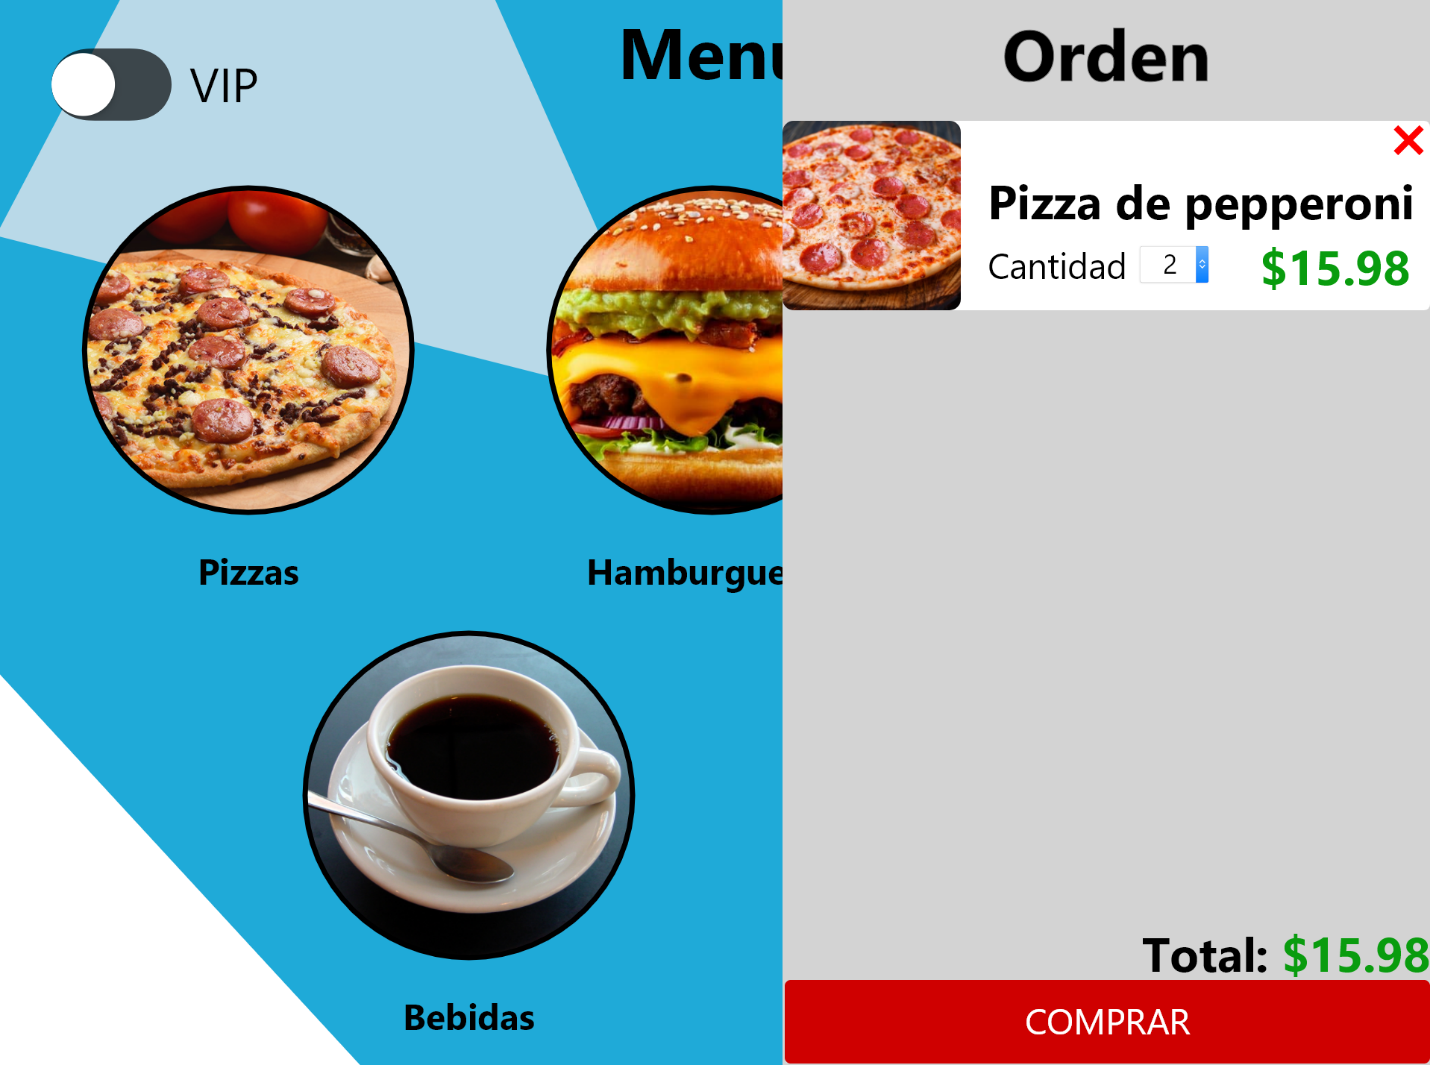 VIP
Menu
Pizzas
Hamburgue
Bebidas
Orden
Pizza de pepperoni
Cantidad 2 $15.98
Total: $15.98
COMPRAR